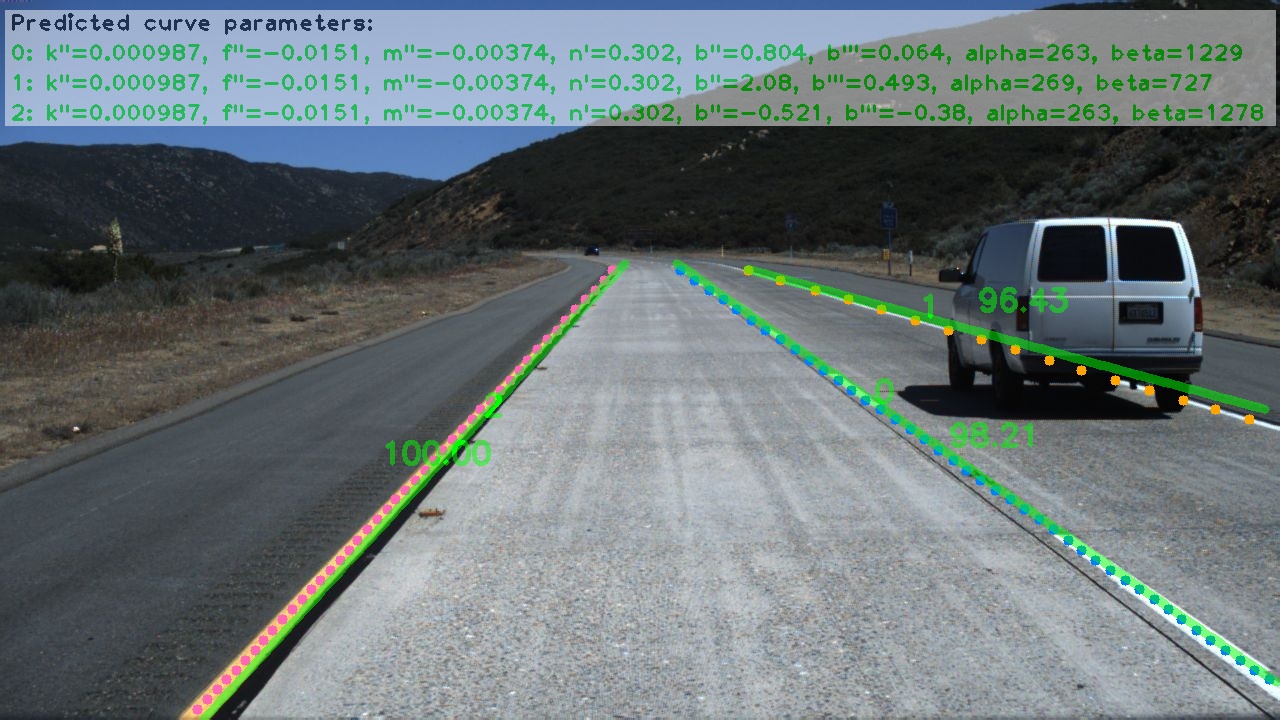 Predicted curve parameters:
0: k''=0.000987, f''=-0.0151, m''=-0.00374, n'=0.302, b''=0.804, b'''=0.064, alpha=263, beta=1229
1: k''=0.000987, f''=-0.0151, m''=-0.00374, n'=0.302, b''=2.08, b'''=0.493, alpha=269, beta=727
2: k''=0.000987, f''=-0.0151, m''=-0.00374, n'=0.302, b''=-0.521, b'''=-0.38, alpha=263, beta=1278
1 96.43
0
98.21
100.00